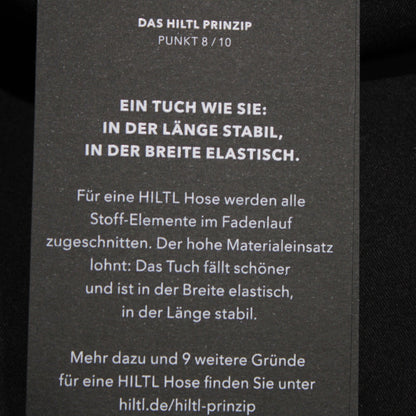 DAS HILTL PRINZIP
PUNKT 8 / 10
EIN TUCH WIE SIE:
IN DER LÄNGE STABIL,
IN DER BREITE ELASTISCH.
Für eine HILTL Hose werden alle
Stoff-Elemente im Fadenlauf
zugeschnitten. Der hohe Materialeinsatz
lohnt: Das Tuch fällt schöner
und ist in der Breite elastisch,
in der Länge stabil.
Mehr dazu und 9 weitere Gründe
für eine HILTL Hose finden Sie unter
hiltl.de/hiltl-prinzip